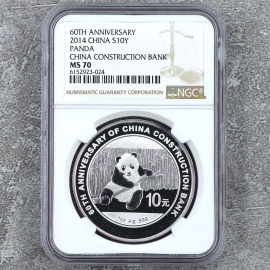 60TH ANNIVERSARY
2014 CHINA S10Y
PANDA
CHINA CONSTRUCTION BANK
MS 70
6152923-024
NUMISMATIC GUARANTY CORPORATION
NGC
60TH ANNIVERSARY OF CHINA CONSTRUCTION BANK
10元
1oz Ag .999